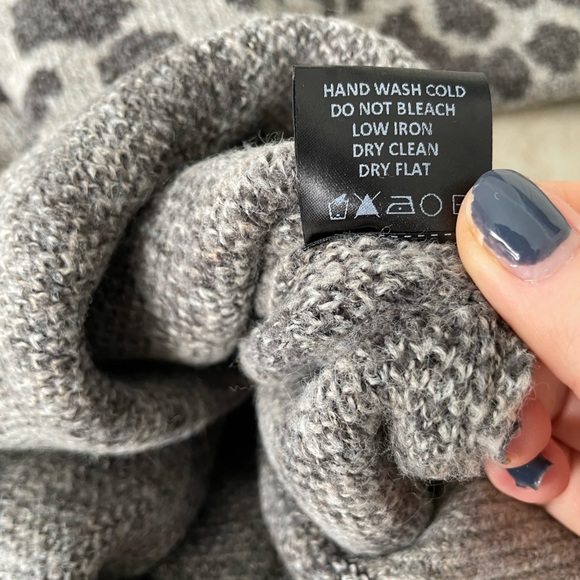 HAND WASH COLD
DO NOT BLEACH
LOW IRON
DRY CLEAN
DRY FLAT